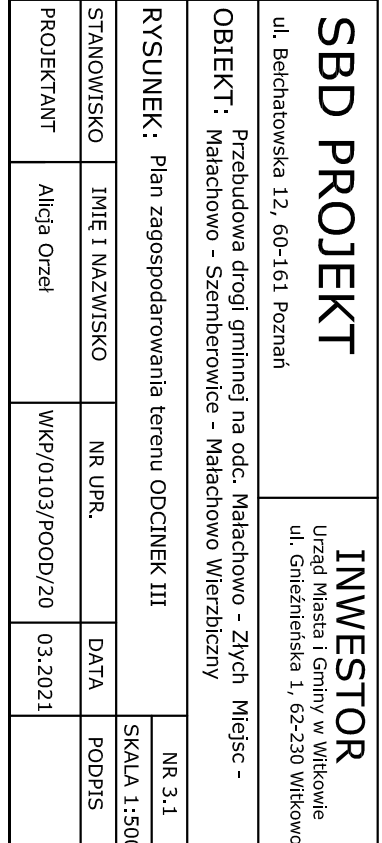 SBD PROJEKT
ul. Bełchatowska 12, 60-161 Poznań
INWESTOR
Urząd Miasta i Gminy w Witkowie
ul. Gnieźnieńska 1, 62-230 Witkowo
OBIEKT: Przebudowa drogi gminnej na odc. Małachowo - Złych Miejsc -
Małachowo - Szemberowice - Małachowo Wierzbiczny
RYSUNEK: Plan zagospodarowania terenu ODCINEK III
NR 3.1
SKALA 1:500
STANOWISKO IMIĘ I NAZWISKO NR UPR. DATA PODPIS
PROJEKTANT Alicja Orzeł WKP/0103/POOD/20 03.2021